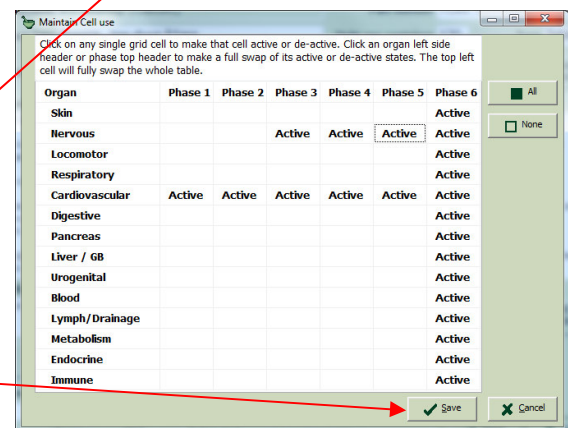 Maintain Cell use
Click on any single grid cell to make that cell active or de-active. Click an organ left side
header or phase top header to make a full swap of its active or de-active states. The top left
cell will fully swap the whole table.
Organ Phase 1 Phase 2 Phase 3 Phase 4 Phase 5 Phase 6
All
Skin Active
None
Nervous Active Active Active Active
Locomotor Active
Respiratory Active
Cardiovascular Active Active Active Active Active Active
Digestive Active
Pancreas Active
Liver / GB Active
Urogenital Active
Blood Active
Lymph/Drainage Active
Metabolism Active
Endocrine Active
Immune Active
Save Cancel